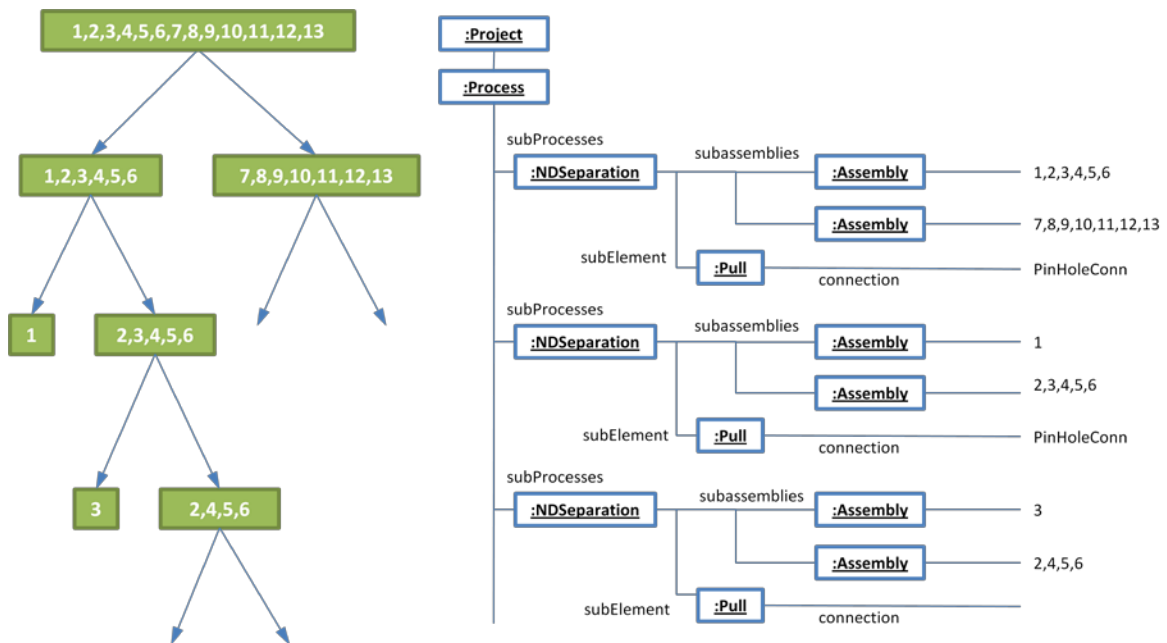 1,2,3,4,5,6,7,8,9,10,11,12,13
1,2,3,4,5,6
7,8,9,10,11,12,13
1
2,3,4,5,6
3
2,4,5,6
:Project
:Process
subProcesses
:NDSeparation
subassemblies
:Assembly
1,2,3,4,5,6
:Assembly
7,8,9,10,11,12,13
subElement
:Pull
connection
PinHoleConn
subProcesses
:NDSeparation
subassemblies
:Assembly
1
:Assembly
2,3,4,5,6
subElement
:Pull
connection
PinHoleConn
subProcesses
:NDSeparation
subassemblies
:Assembly
3
:Assembly
2,4,5,6
subElement
:Pull
connection